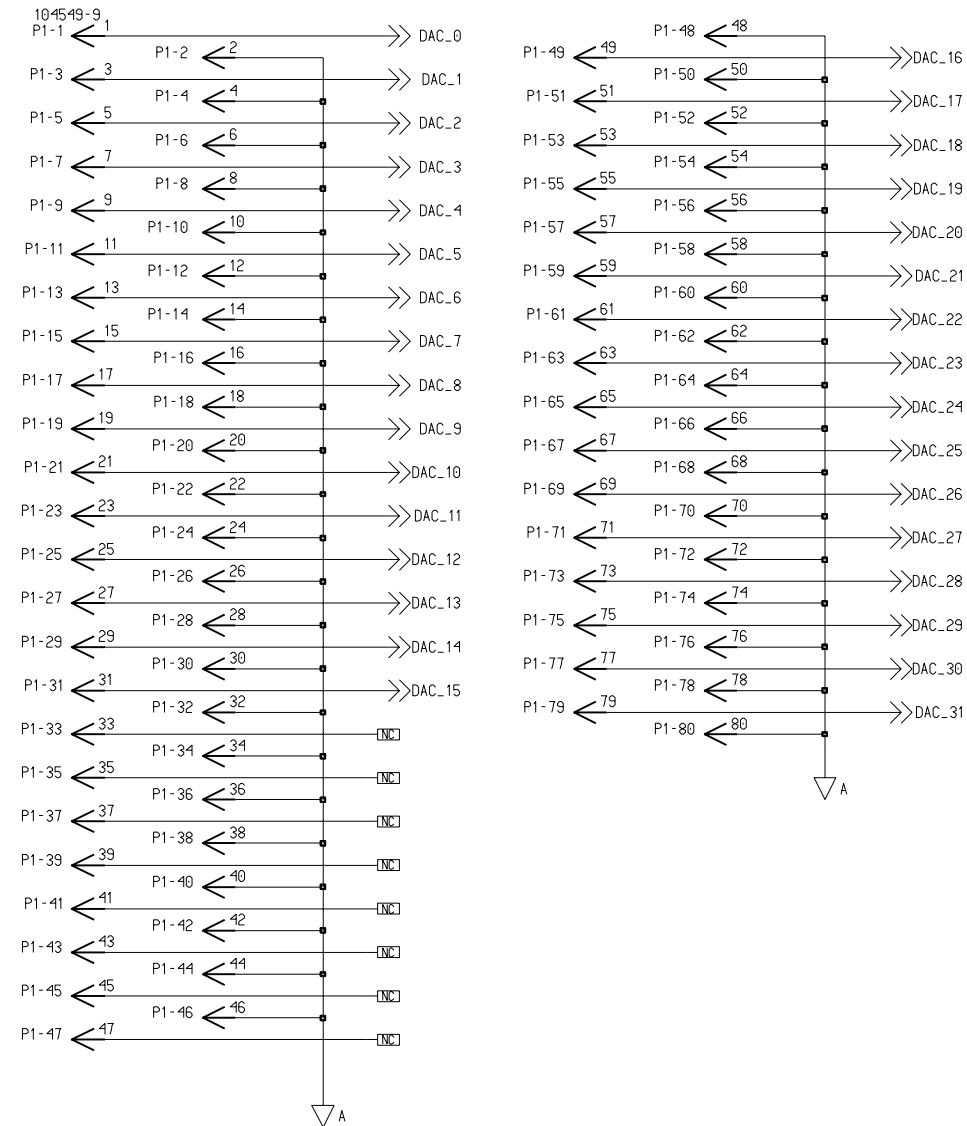 104549-9
P1-1 1 DAC_0
P1-2 2
P1-3 3 DAC_1
P1-4 4
P1-5 5 DAC_2
P1-6 6
P1-7 7 DAC_3
P1-8 8
P1-9 9 DAC_4
P1-10 10
P1-11 11 DAC_5
P1-12 12
P1-13 13 DAC_6
P1-14 14
P1-15 15 DAC_7
P1-16 16
P1-17 17 DAC_8
P1-18 18
P1-19 19 DAC_9
P1-20 20
P1-21 21 DAC_10
P1-22 22
P1-23 23 DAC_11
P1-24 24
P1-25 25 DAC_12
P1-26 26
P1-27 27 DAC_13
P1-28 28
P1-29 29 DAC_14
P1-30 30
P1-31 31 DAC_15
P1-32 32
P1-33 33 NC
P1-34 34
P1-35 35 NC
P1-36 36
P1-37 37 NC
P1-38 38
P1-39 39 NC
P1-40 40
P1-41 41 NC
P1-42 42
P1-43 43 NC
P1-44 44
P1-45 45 NC
P1-46 46
P1-47 47 NC
A
P1-48 48
P1-49 49 DAC_16
P1-50 50
P1-51 51 DAC_17
P1-52 52
P1-53 53 DAC_18
P1-54 54
P1-55 55 DAC_19
P1-56 56
P1-57 57 DAC_20
P1-58 58
P1-59 59 DAC_21
P1-60 60
P1-61 61 DAC_22
P1-62 62
P1-63 63 DAC_23
P1-64 64
P1-65 65 DAC_24
P1-66 66
P1-67 67 DAC_25
P1-68 68
P1-69 69 DAC_26
P1-70 70
P1-71 71 DAC_27
P1-72 72
P1-73 73 DAC_28
P1-74 74
P1-75 75 DAC_29
P1-76 76
P1-77 77 DAC_30
P1-78 78
P1-79 79 DAC_31
P1-80 80
A